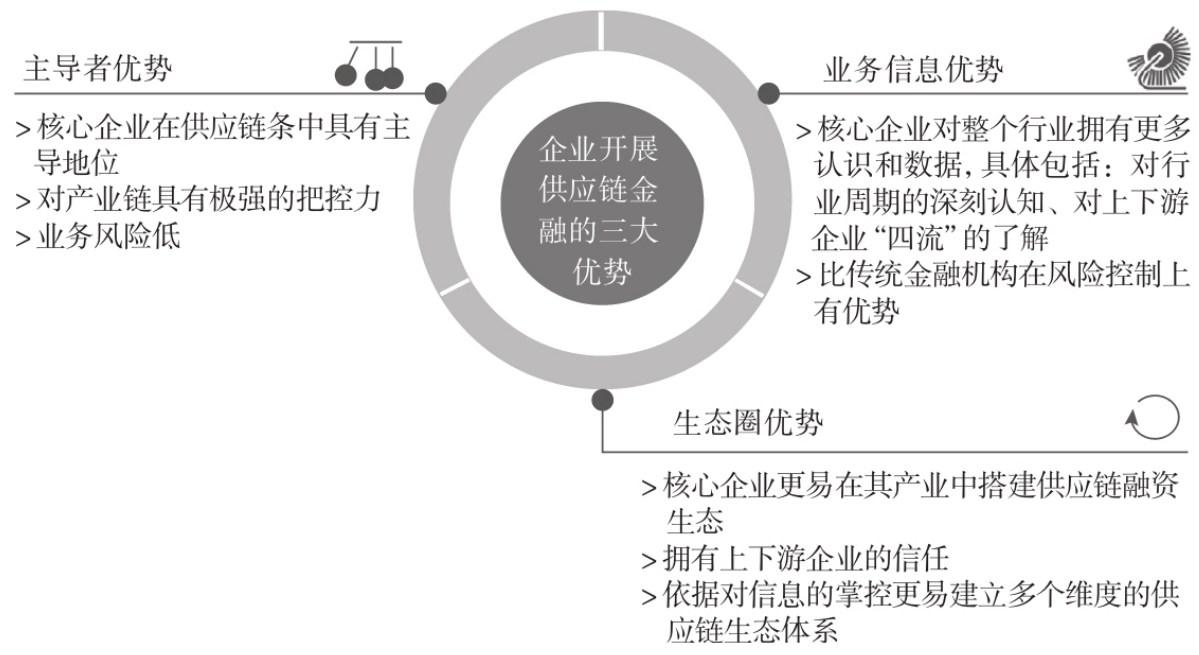 主导者优势
>核心企业在供应链条中具有主
导地位
>对产业链具有极强的把控力
>业务风险低
企业开展
供应链金
融的三大
优势
业务信息优势
>核心企业对整个行业拥有更多
认识和数据,具体包括：对行
业周期的深刻认知、对上下游
企业“四流”的了解
>比传统金融机构在风险控制上
有优势
生态圈优势
>核心企业更易在其产业中搭建供应链融资
生态
>拥有上下游企业的信任
>依据对信息的掌控更易建立多个维度的供
应链生态体系